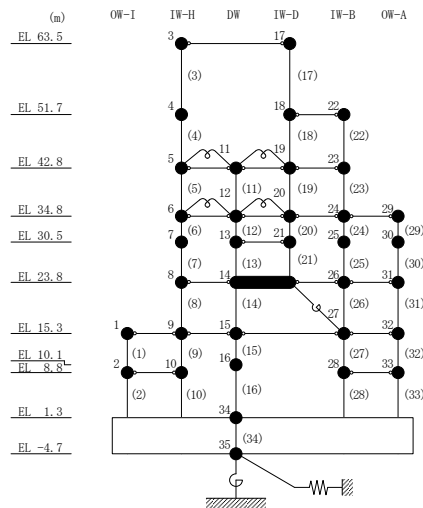 (m) OW-I IW-H DW IW-D IW-B OW-A
EL 63.5 3 17
(3) (17)
EL 51.7 4 18 22
(4) (18) (22)
11 19
EL 42.8 5 23
(5) (11) (19) (23)
12 20
EL 34.8 6 24 29
(6) (12) (20) (24) (29)
EL 30.5 7 13 21 25 30
(7) (13) (21) (25) (30)
EL 23.8 8 14 26 31
(8) (14) (26) (31)
27
EL 15.3 1 9 15 32
(1) (9) (15) (27) (32)
EL 10.1 16
EL 8.8 2 10 28 33
(2) (10) (16) (28) (33)
EL 1.3 34
(34)
EL -4.7 35